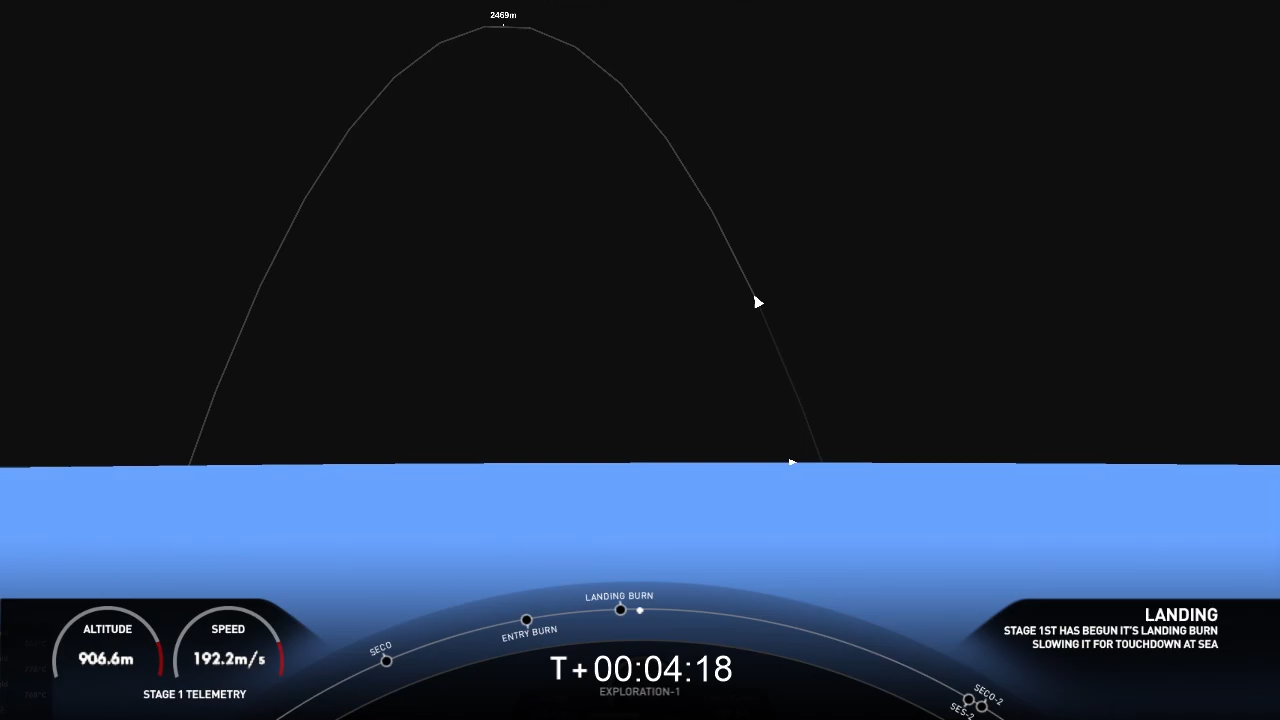 2469m
LANDING BURN
ENTRY BURN
SECO
ALTITUDE
906.6m
SPEED
192.2m/s
STAGE 1 TELEMETRY
T+00:04:18
EXPLORATION-1
SECO-2
SES-2
LANDING
STAGE 1ST HAS BEGUN IT'S LANDING BURN
SLOWING IT FOR TOUCHDOWN AT SEA